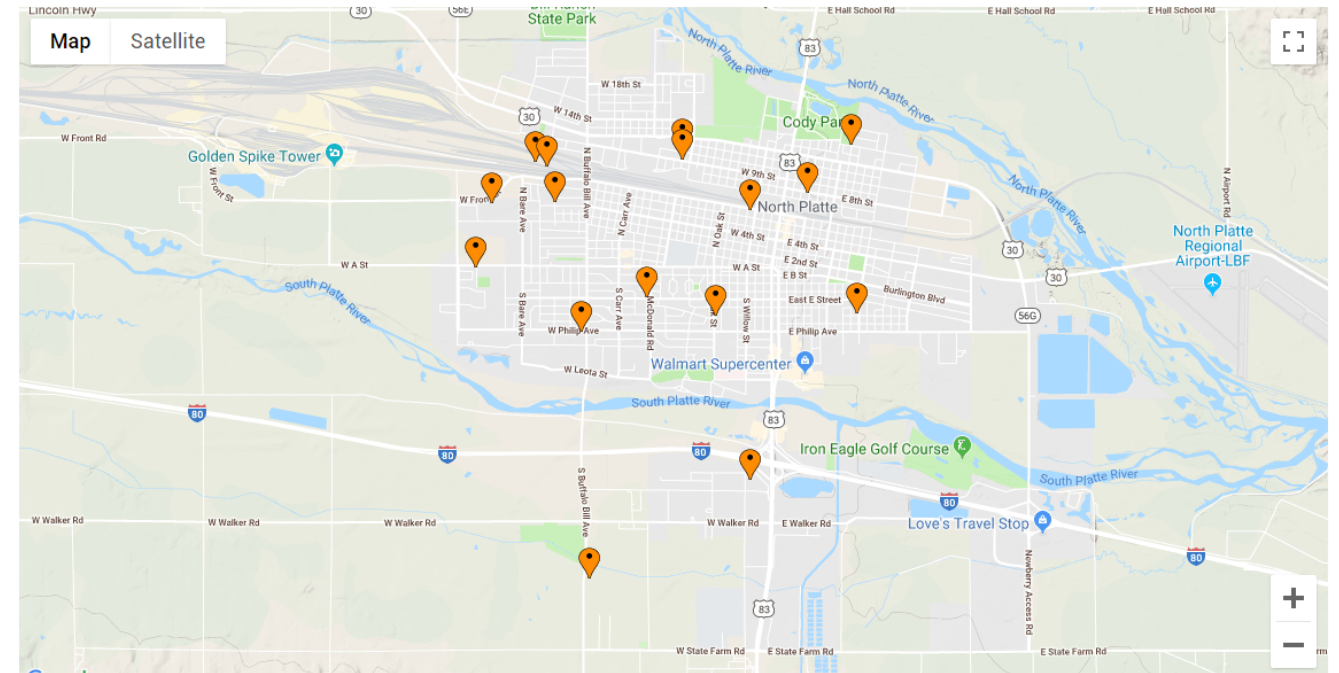 Lincoln Hwy
30
56E
State Park
E Hall School Rd
E Hall School Rd
E Hall School Rd
Map
Satellite
North Platte River
83
W 18th St
North Platte River
30
W 14th St
Cody Park
W Front Rd
Golden Spike Tower
N Buffalo Bill Ave
83
W 9th St
W Front St
N Bare Ave
N Carr Ave
E 8th St
North Platte
North Platte River
N Airport Rd
N Oak St
W 4th St
E 4th St
30
North Platte
Regional
Airport-LBF
W A St
W A St
E 2nd St
E B St
30
South Platte River
S Bare Ave
S Carr Ave
McDonald Rd
S Willow St
East E Street
Burlington Blvd
56G
W Philip Ave
E Philip Ave
Walmart Supercenter
W Leota St
South Platte River
80
83
80
80
Iron Eagle Golf Course
S Buffalo Bill Ave
South Platte River
80
W Walker Rd
W Walker Rd
W Walker Rd
W Walker Rd
E Walker Rd
Love's Travel Stop
80
Newberry Access Rd
83
+
−
W State Farm Rd
E State Farm Rd
E State Farm Rd